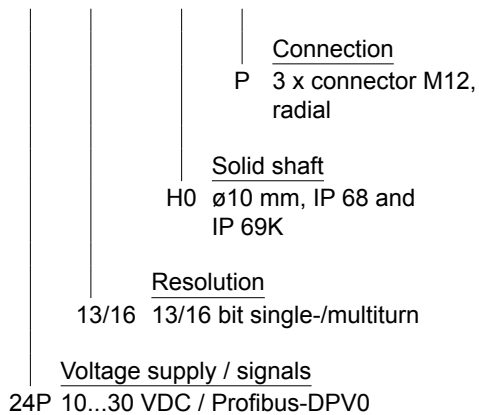 Connection
P 3 x connector M12,
radial
Solid shaft
H0 ø10 mm, IP 68 and
IP 69K
Resolution
13/16 13/16 bit single-/multiturn
Voltage supply / signals
24P 10...30 VDC / Profibus-DPV0